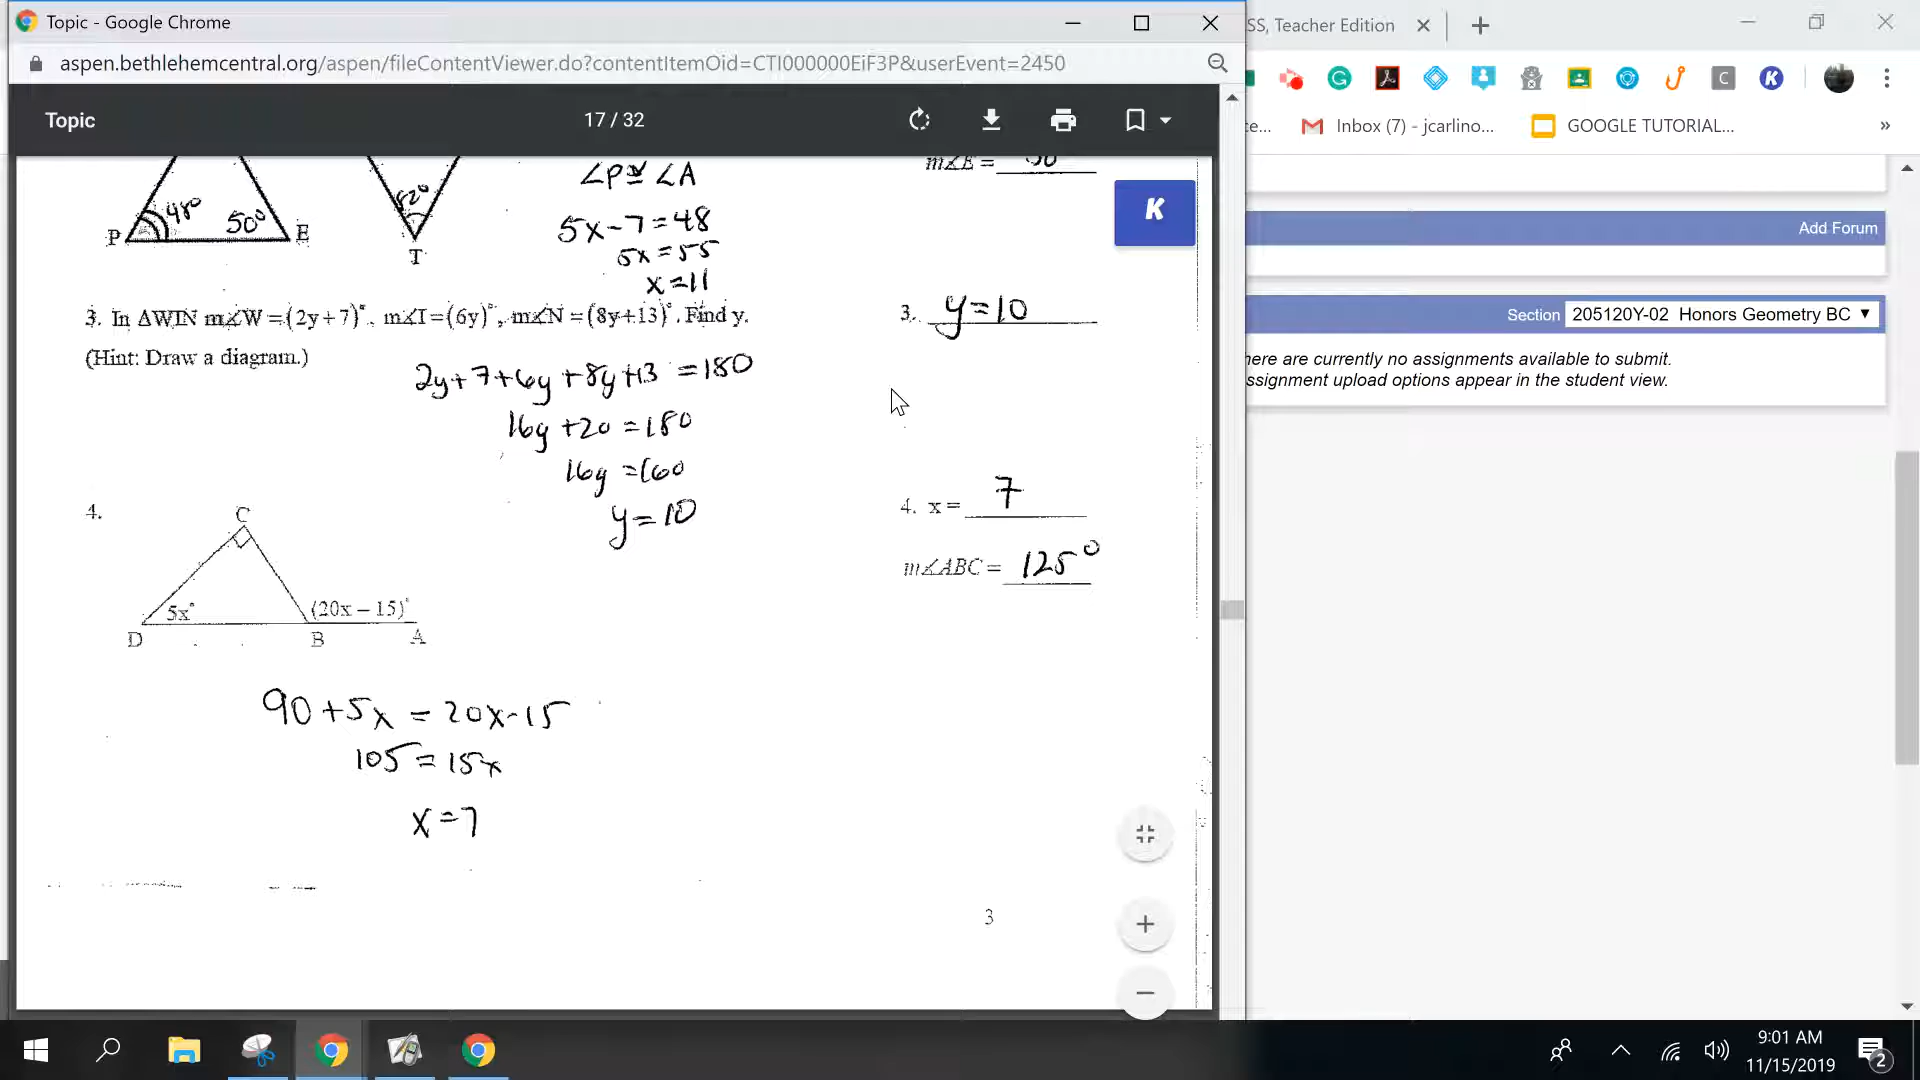 Topic - Google Chrome
SS, Teacher Edition
aspen.bethlehemcentral.org/aspen/fileContentViewer.do?contentItemOid=CTI000000EiF3P&userEvent=2450
ce... Inbox (7) - jcarlino... GOOGLE TUTORIAL... »
Topic 17 / 32
m∡E =
K
∠P≅ ∠A
48° 50° 82°
P E T
5x-7=48
5x=55
x=11
3. In ΔWIN m∡W=(2y+7)°, m∡I=(6y)°, m∡N=(8y+13)°. Find y.
(Hint: Draw a diagram.)
3. y=10
2y+7+6y+8y+13 =180
16y +20 =180
16y =160
y=10
4.
C
5x° (20x - 15)°
D B A
4. x = 7
m∡ABC = 125°
90+5x = 20x-15
105=15x
x=7
3
Add Forum
Section 205120Y-02 Honors Geometry BC
here are currently no assignments available to submit.
ssignment upload options appear in the student view.
9:01 AM
11/15/2019
2